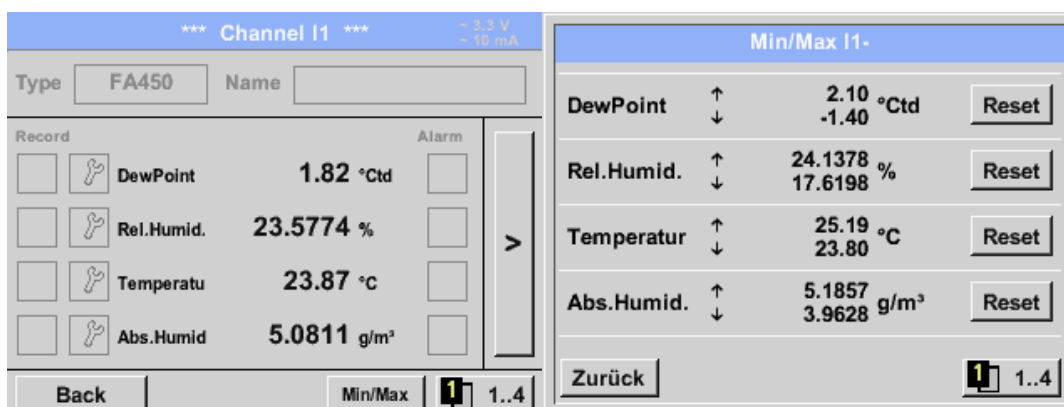 *** Channel I1 ***
~ 3.3 V
~ 10 mA
Type FA450 Name
Record Alarm
DewPoint 1.82 °Ctd
Rel.Humid. 23.5774 %
>
Temperatu 23.87 °C
Abs.Humid 5.0811 g/m³
Back Min/Max 1 1..4
Min/Max I1-
DewPoint ↑ 2.10 °Ctd Reset
↓ -1.40
Rel.Humid. ↑ 24.1378 % Reset
↓ 17.6198
Temperatur ↑ 25.19 °C Reset
↓ 23.80
Abs.Humid. ↑ 5.1857 g/m³ Reset
↓ 3.9628
Zurück 1 1..4